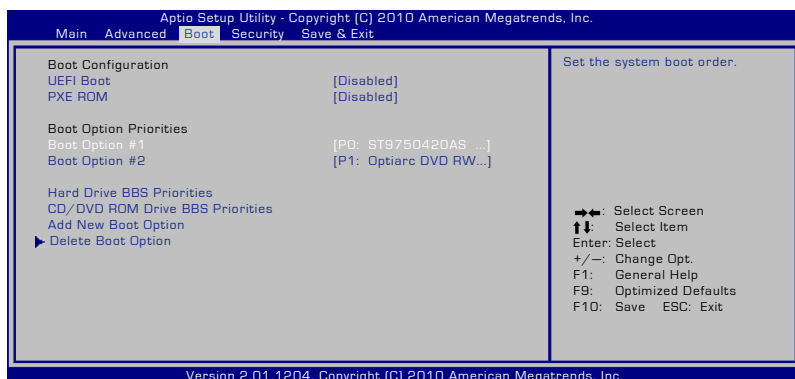 Aptio Setup Utility - Copyright (C) 2010 American Megatrends, Inc.
Main Advanced Boot Security Save & Exit
Boot Configuration
UEFI Boot [Disabled]
PXE ROM [Disabled]
Boot Option Priorities
Boot Option #1 [P0: ST9750420AS ...]
Boot Option #2 [P1: Optiarc DVD RW...]
Hard Drive BBS Priorities
CD/DVD ROM Drive BBS Priorities
Add New Boot Option
Delete Boot Option
Set the system boot order.
→←: Select Screen
↑↓: Select Item
Enter: Select
+/—: Change Opt.
F1: General Help
F9: Optimized Defaults
F10: Save ESC: Exit
Version 2.01.1204. Copyright (C) 2010 American Megatrends, Inc.